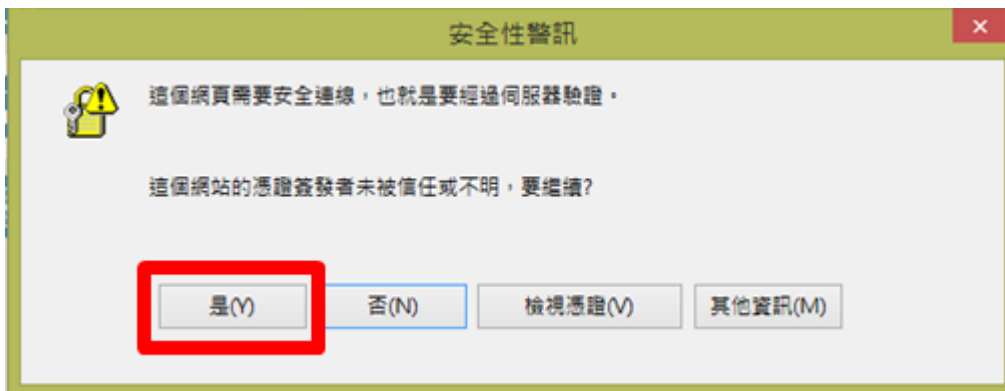 安全性警訊
這個網頁需要安全連線，也就是要經過伺服器驗證。
這個網站的憑證簽發者未被信任或不明，要繼續?
是(Y) 否(N) 檢視憑證(V) 其他資訊(M)